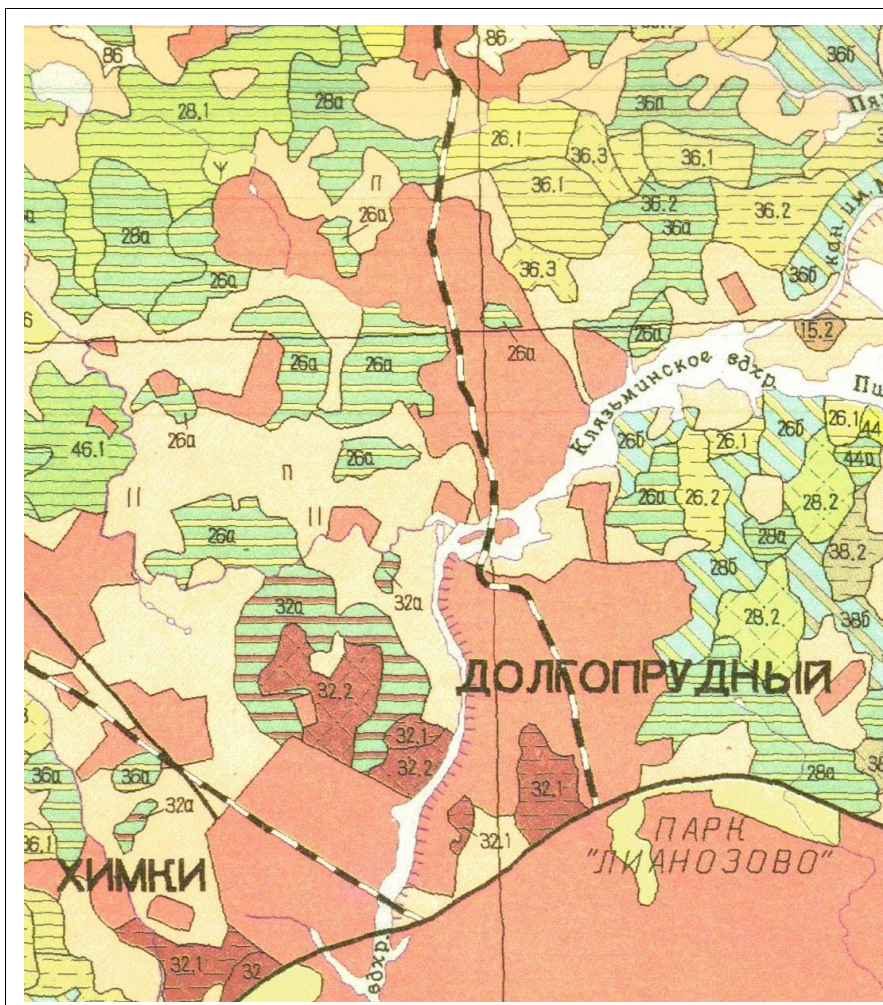 86
86
36б
28.1
28а
36а
26.1
36.3
36.1
36.1
П
26а
36.2
36.2
36а
28а
кан. им.
36.3
26а
36б
26а
15.2
26а
26а
26а
Клязьминское вдхр.
26а
26б
26.1
26б
26.1
44
46.1
26а
П
44а
26а
26.2
28.2
26а
28а
38.2
28б
32а
32а
28.2
38б
32.2
ДОЛГОПРУДНЫЙ
32.1
32.2
36а
36а
32.1
28а
38
32а
32.1
ПАРК
"ЛИАНОЗОВО"
36.1
ХИМКИ
32.1
32
вдхр.